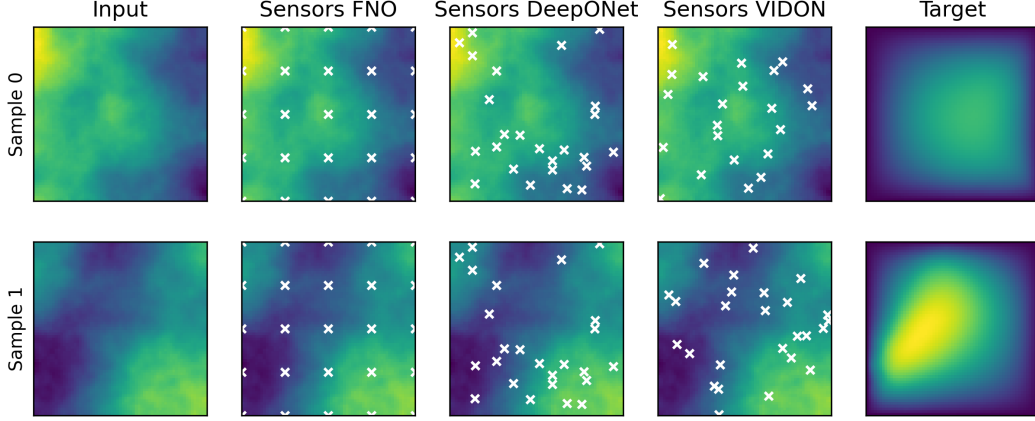 Input Sensors FNO Sensors DeepONet Sensors VIDON Target
Sample 0
Sample 1